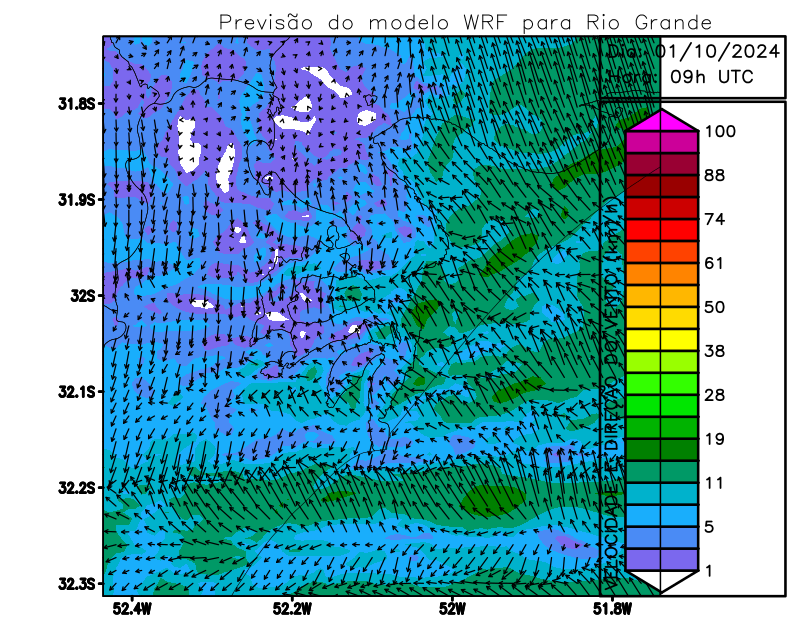 Previsão do modelo WRF para Rio Grande
Dia: 01/10/2024
Hora: 09h UTC
31.8S
31.9S
32S
32.1S
32.2S
32.3S
52.4W
52.2W
52W
51.8W
VELOCIDADE E DIREÇÃO DO VENTO (km/h)
100
88
74
61
50
38
28
19
11
5
1